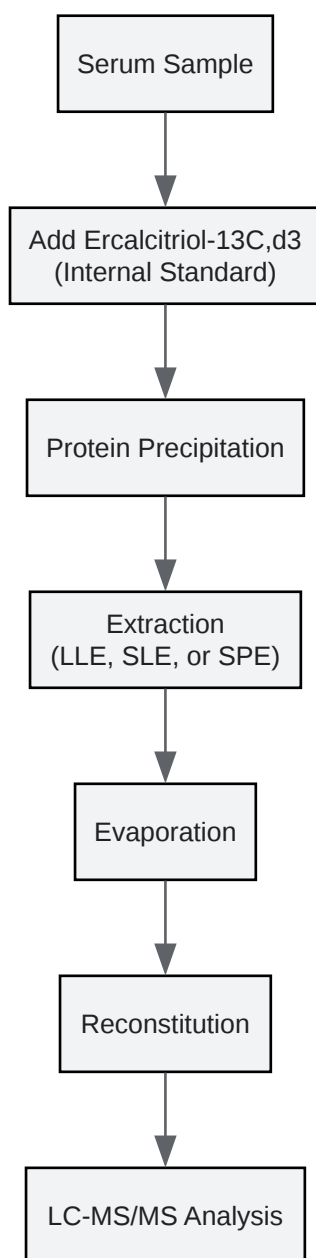 Serum Sample
Add Ercalcitriol-13C,d3
(Internal Standard)
Protein Precipitation
Extraction
(LLE, SLE, or SPE)
Evaporation
Reconstitution
LC-MS/MS Analysis